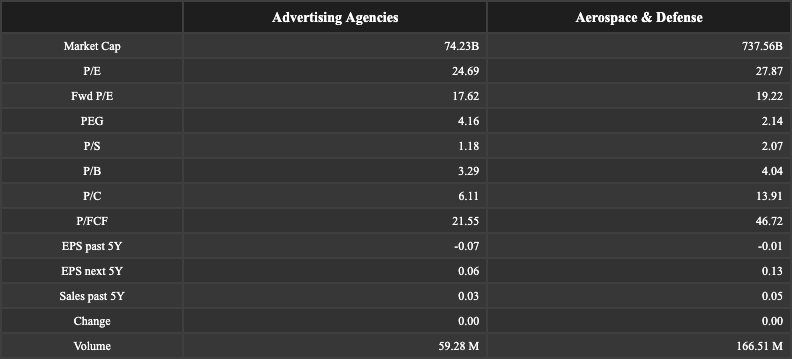 Advertising Agencies Aerospace & Defense
Market Cap 74.23B 737.56B
P/E 24.69 27.87
Fwd P/E 17.62 19.22
PEG 4.16 2.14
P/S 1.18 2.07
P/B 3.29 4.04
P/C 6.11 13.91
P/FCF 21.55 46.72
EPS past 5Y -0.07 -0.01
EPS next 5Y 0.06 0.13
Sales past 5Y 0.03 0.05
Change 0.00 0.00
Volume 59.28 M 166.51 M